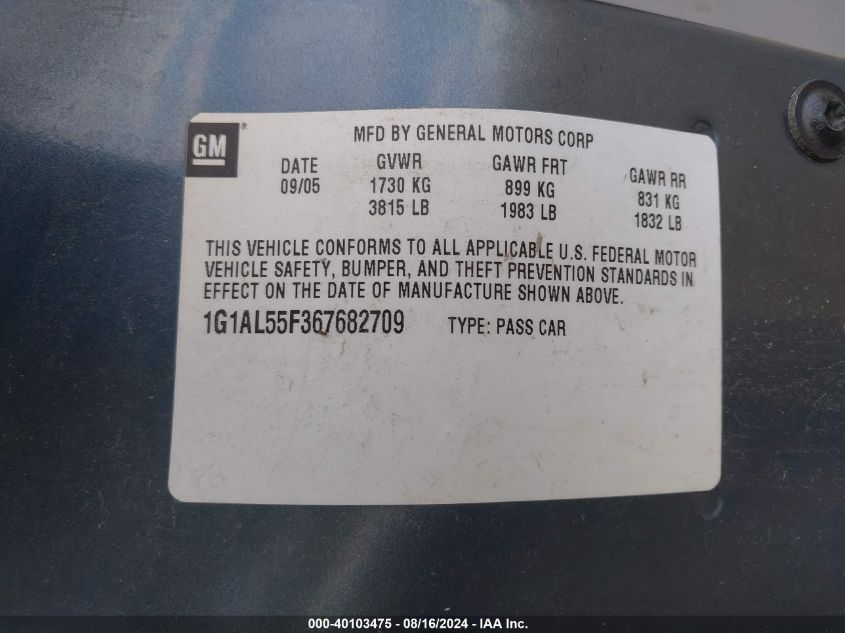 GM ®
MFD BY GENERAL MOTORS CORP
DATE GVWR GAWR FRT GAWR RR
09/05 1730 KG 899 KG 831 KG
3815 LB 1983 LB 1832 LB
THIS VEHICLE CONFORMS TO ALL APPLICABLE U.S. FEDERAL MOTOR
VEHICLE SAFETY, BUMPER, AND THEFT PREVENTION STANDARDS IN
EFFECT ON THE DATE OF MANUFACTURE SHOWN ABOVE.
1G1AL55F367682709 TYPE: PASS CAR
000-40103475 - 08/16/2024 - IAA Inc.